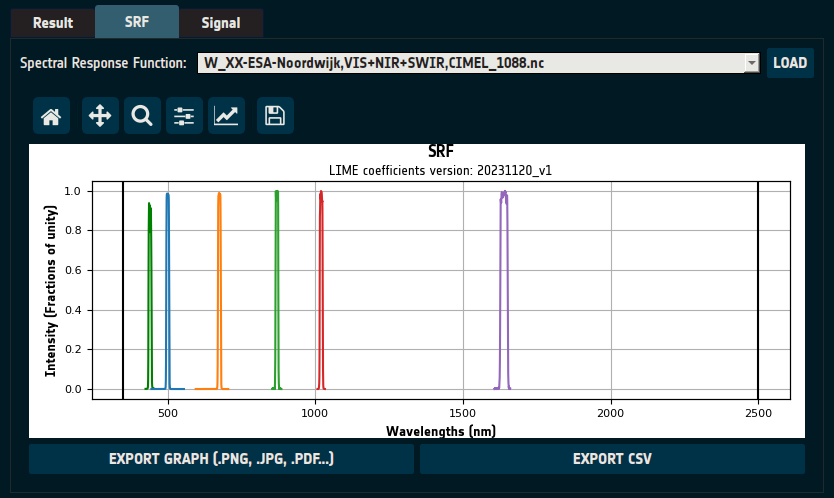 Result SRF Signal
Spectral Response Function: W_XX-ESA-Noordwijk,VIS+NIR+SWIR,CIMEL_1088.nc LOAD
SRF
LIME coefficients version: 20231120_v1
Intensity (Fractions of unity)
1.0
0.8
0.6
0.4
0.2
0.0
500 1000 1500 2000 2500
Wavelengths (nm)
EXPORT GRAPH (.PNG, .JPG, .PDF...) EXPORT CSV